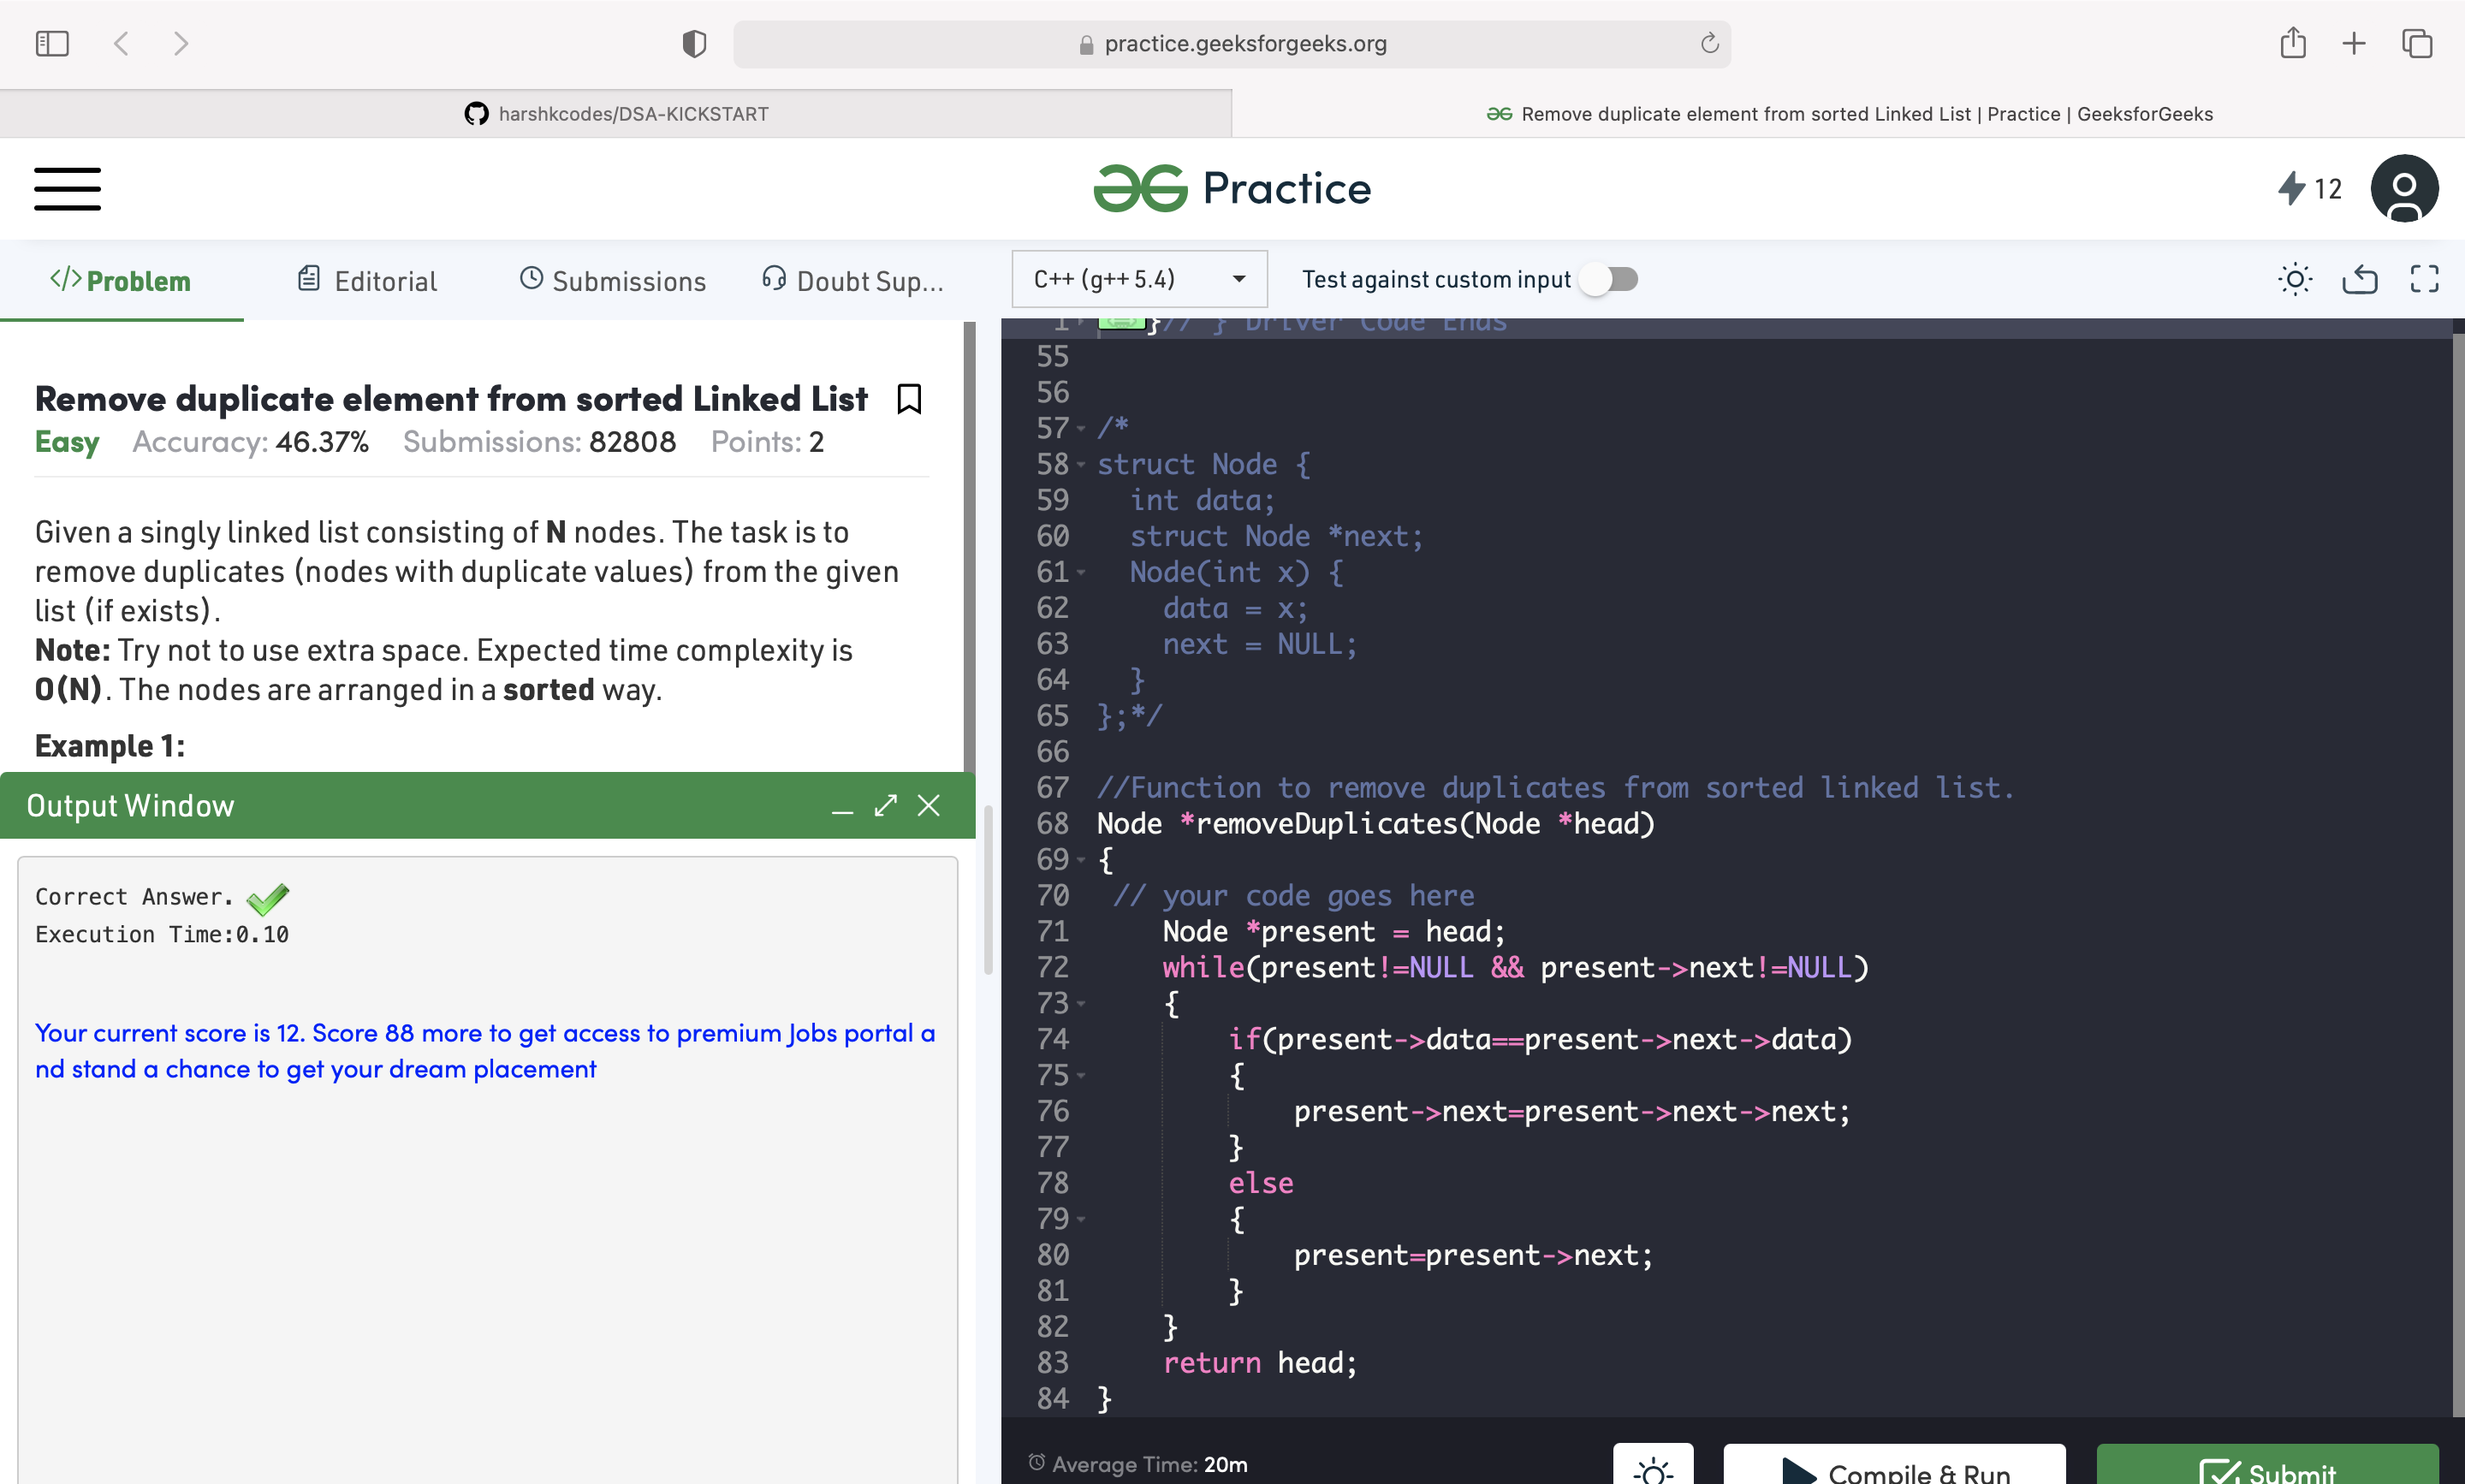 practice.geeksforgeeks.org
harshkcodes/DSA-KICKSTART
Remove duplicate element from sorted Linked List | Practice | GeeksforGeeks
Practice
12
</> Problem
Editorial
Submissions
Doubt Sup...
C++ (g++ 5.4)
Test against custom input
Remove duplicate element from sorted Linked List
Easy Accuracy: 46.37% Submissions: 82808 Points: 2
Given a singly linked list consisting of N nodes. The task is to
remove duplicates (nodes with duplicate values) from the given
list (if exists).
Note: Try not to use extra space. Expected time complexity is
O(N). The nodes are arranged in a sorted way.
Example 1:
Output Window
Correct Answer.
Execution Time:0.10
Your current score is 12. Score 88 more to get access to premium Jobs portal a
nd stand a chance to get your dream placement
1 }// } Driver Code Ends
55
56
57 /*
58 struct Node {
59   int data;
60   struct Node *next;
61   Node(int x) {
62     data = x;
63     next = NULL;
64   }
65 };*/
66
67 //Function to remove duplicates from sorted linked list.
68 Node *removeDuplicates(Node *head)
69 {
70  // your code goes here
71     Node *present = head;
72     while(present!=NULL && present->next!=NULL)
73     {
74         if(present->data==present->next->data)
75         {
76             present->next=present->next->next;
77         }
78         else
79         {
80             present=present->next;
81         }
82     }
83     return head;
84 }
Average Time: 20m
Compile & Run
Submit